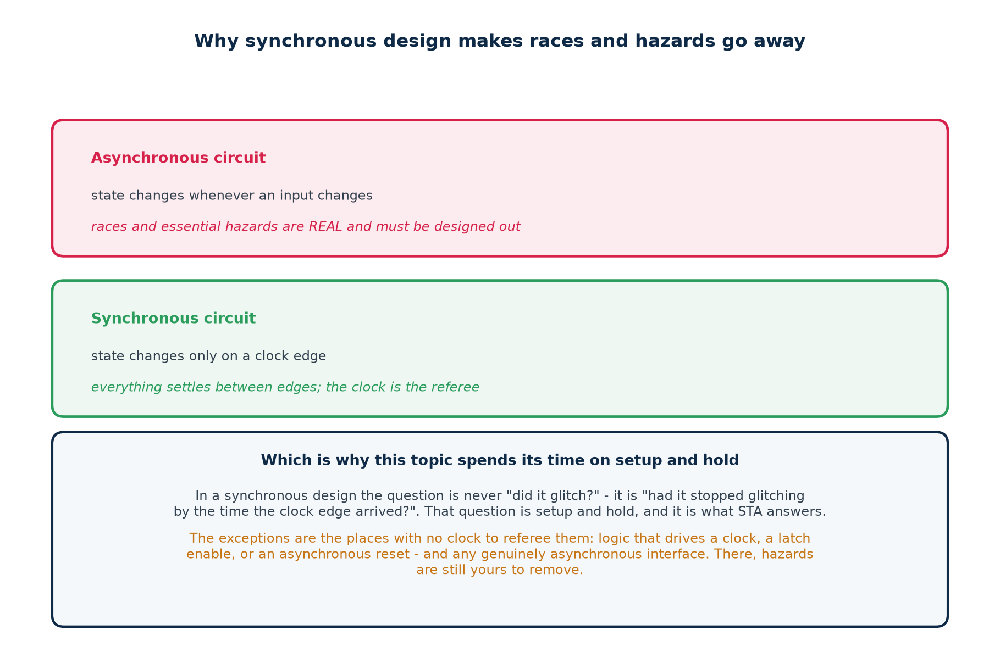 Why synchronous design makes races and hazards go away
Asynchronous circuit
state changes whenever an input changes
races and essential hazards are REAL and must be designed out
Synchronous circuit
state changes only on a clock edge
everything settles between edges; the clock is the referee
Which is why this topic spends its time on setup and hold
In a synchronous design the question is never "did it glitch?" - it is "had it stopped glitching
by the time the clock edge arrived?". That question is setup and hold, and it is what STA answers.
The exceptions are the places with no clock to referee them: logic that drives a clock, a latch
enable, or an asynchronous reset - and any genuinely asynchronous interface. There, hazards
are still yours to remove.